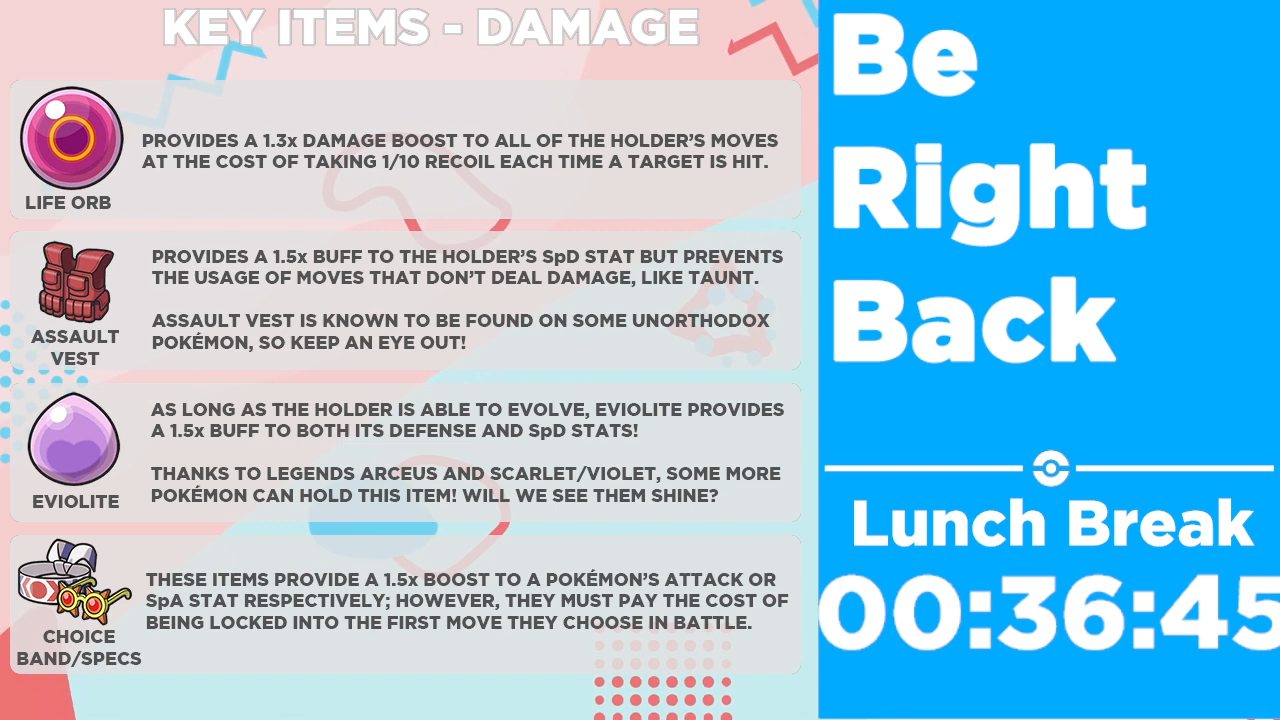 KEY ITEMS - DAMAGE
PROVIDES A 1.3x DAMAGE BOOST TO ALL OF THE HOLDER'S MOVES
AT THE COST OF TAKING 1/10 RECOIL EACH TIME A TARGET IS HIT.
LIFE ORB
PROVIDES A 1.5x BUFF TO THE HOLDER'S SpD STAT BUT PREVENTS
THE USAGE OF MOVES THAT DON'T DEAL DAMAGE, LIKE TAUNT.
ASSAULT VEST IS KNOWN TO BE FOUND ON SOME UNORTHODOX
POKÉMON, SO KEEP AN EYE OUT!
ASSAULT
VEST
AS LONG AS THE HOLDER IS ABLE TO EVOLVE, EVIOLITE PROVIDES
A 1.5x BUFF TO BOTH ITS DEFENSE AND SpD STATS!
THANKS TO LEGENDS ARCEUS AND SCARLET/VIOLET, SOME MORE
POKÉMON CAN HOLD THIS ITEM! WILL WE SEE THEM SHINE?
EVIOLITE
THESE ITEMS PROVIDE A 1.5x BOOST TO A POKÉMON'S ATTACK OR
SpA STAT RESPECTIVELY; HOWEVER, THEY MUST PAY THE COST OF
BEING LOCKED INTO THE FIRST MOVE THEY CHOOSE IN BATTLE.
CHOICE
BAND/SPECS
Be
Right
Back
Lunch Break
00:36:45